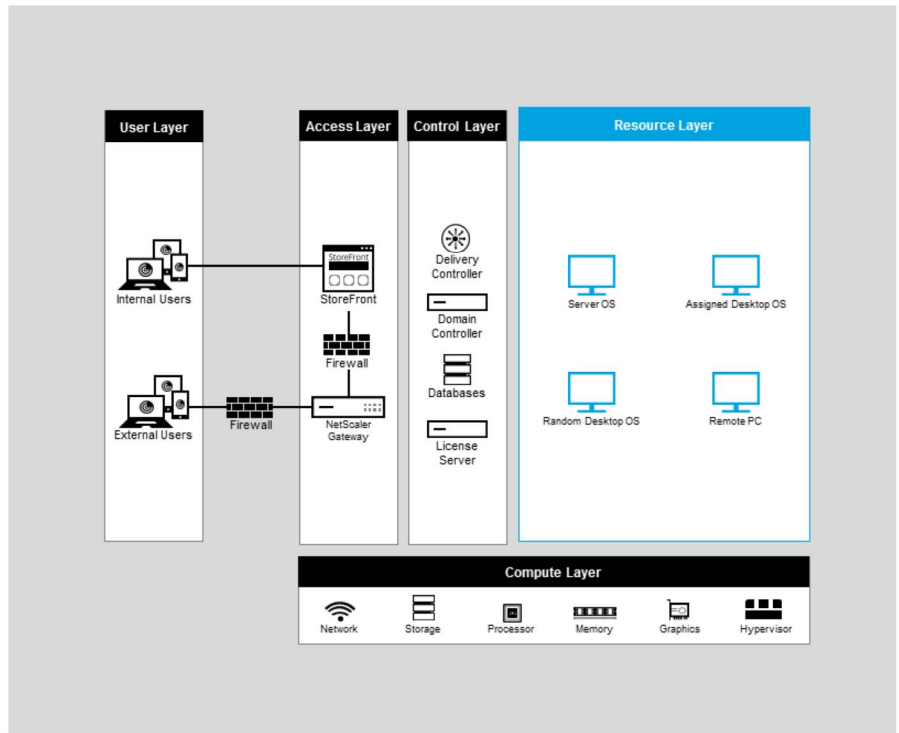 User Layer
Access Layer
Control Layer
Resource Layer
StoreFront
Internal Users
StoreFront
Delivery
Controller
Server OS
Assigned Desktop OS
Domain
Controller
Firewall
Databases
External Users
Firewall
NetScaler
Gateway
Random Desktop OS
Remote PC
License
Server
Compute Layer
Network
Storage
Processor
Memory
Graphics
Hypervisor